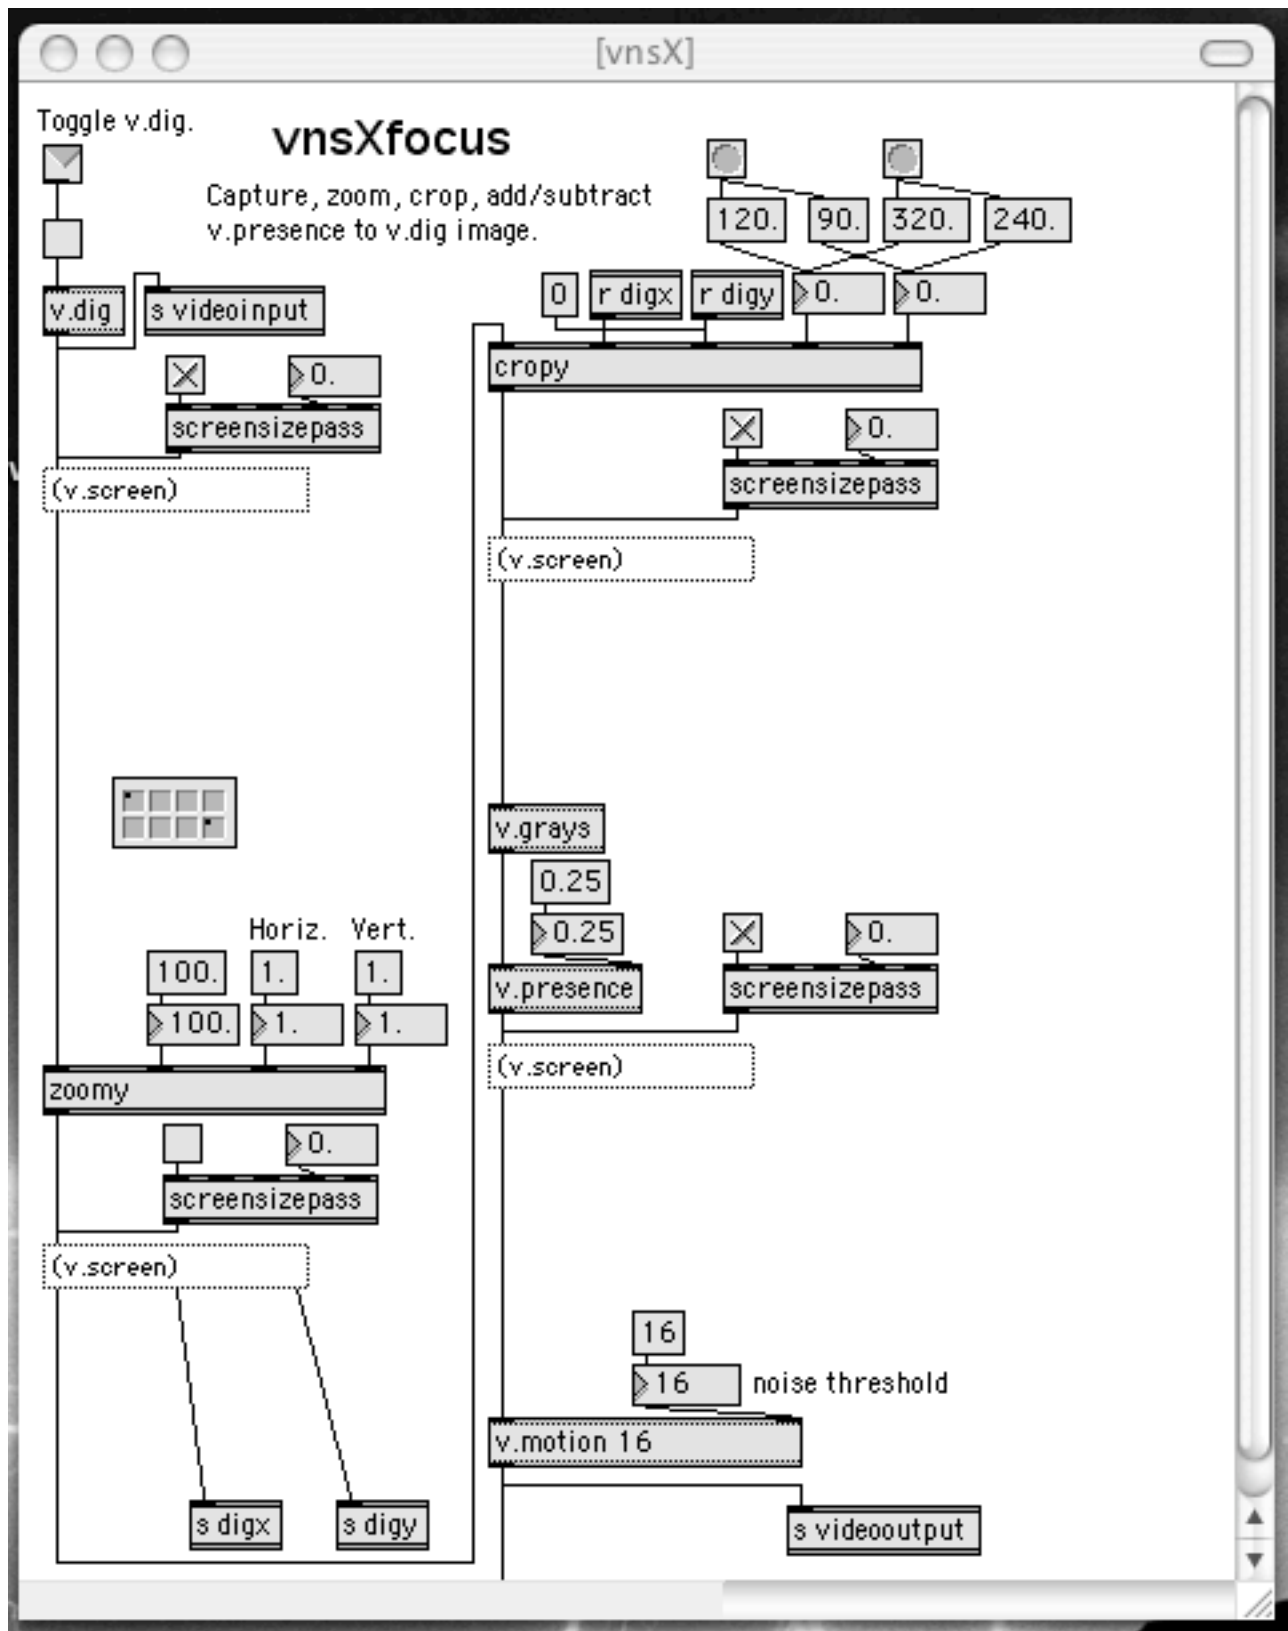 [vnsX]
Toggle v.dig.
vnsXfocus
Capture, zoom, crop, add/subtract
v.presence to v.dig image.
120. 90. 320. 240.
v.dig
s videoinput
0
r digx
r digy
0.
0.
cropy
0.
screensizepass
(v.screen)
0.
screensizepass
(v.screen)
v.grays
0.25
0.25
v.presence
0.
screensizepass
(v.screen)
Horiz. Vert.
100. 1. 1.
100. 1. 1.
zoomy
0.
screensizepass
(v.screen)
16
16 noise threshold
v.motion 16
s digx
s digy
s videooutput